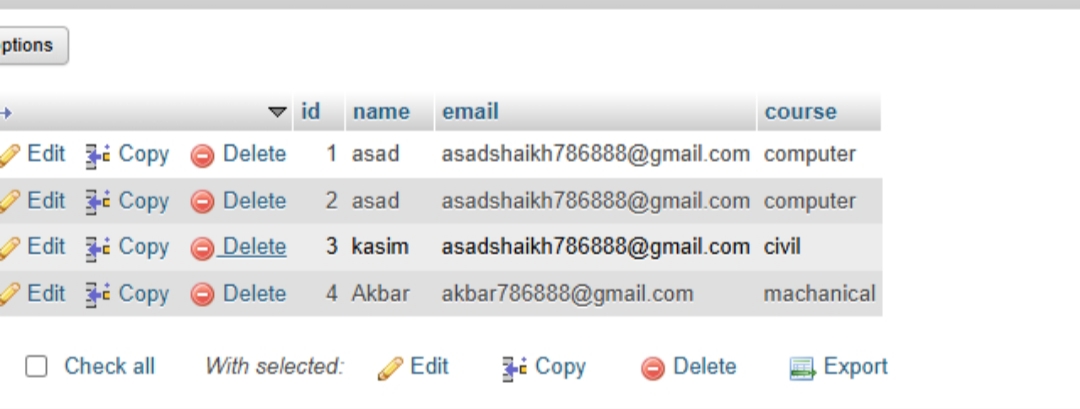 ptions
id name email course
Edit Copy Delete 1 asad asadshaikh786888@gmail.com computer
Edit Copy Delete 2 asad asadshaikh786888@gmail.com computer
Edit Copy Delete 3 kasim asadshaikh786888@gmail.com civil
Edit Copy Delete 4 Akbar akbar786888@gmail.com machanical
Check all With selected: Edit Copy Delete Export